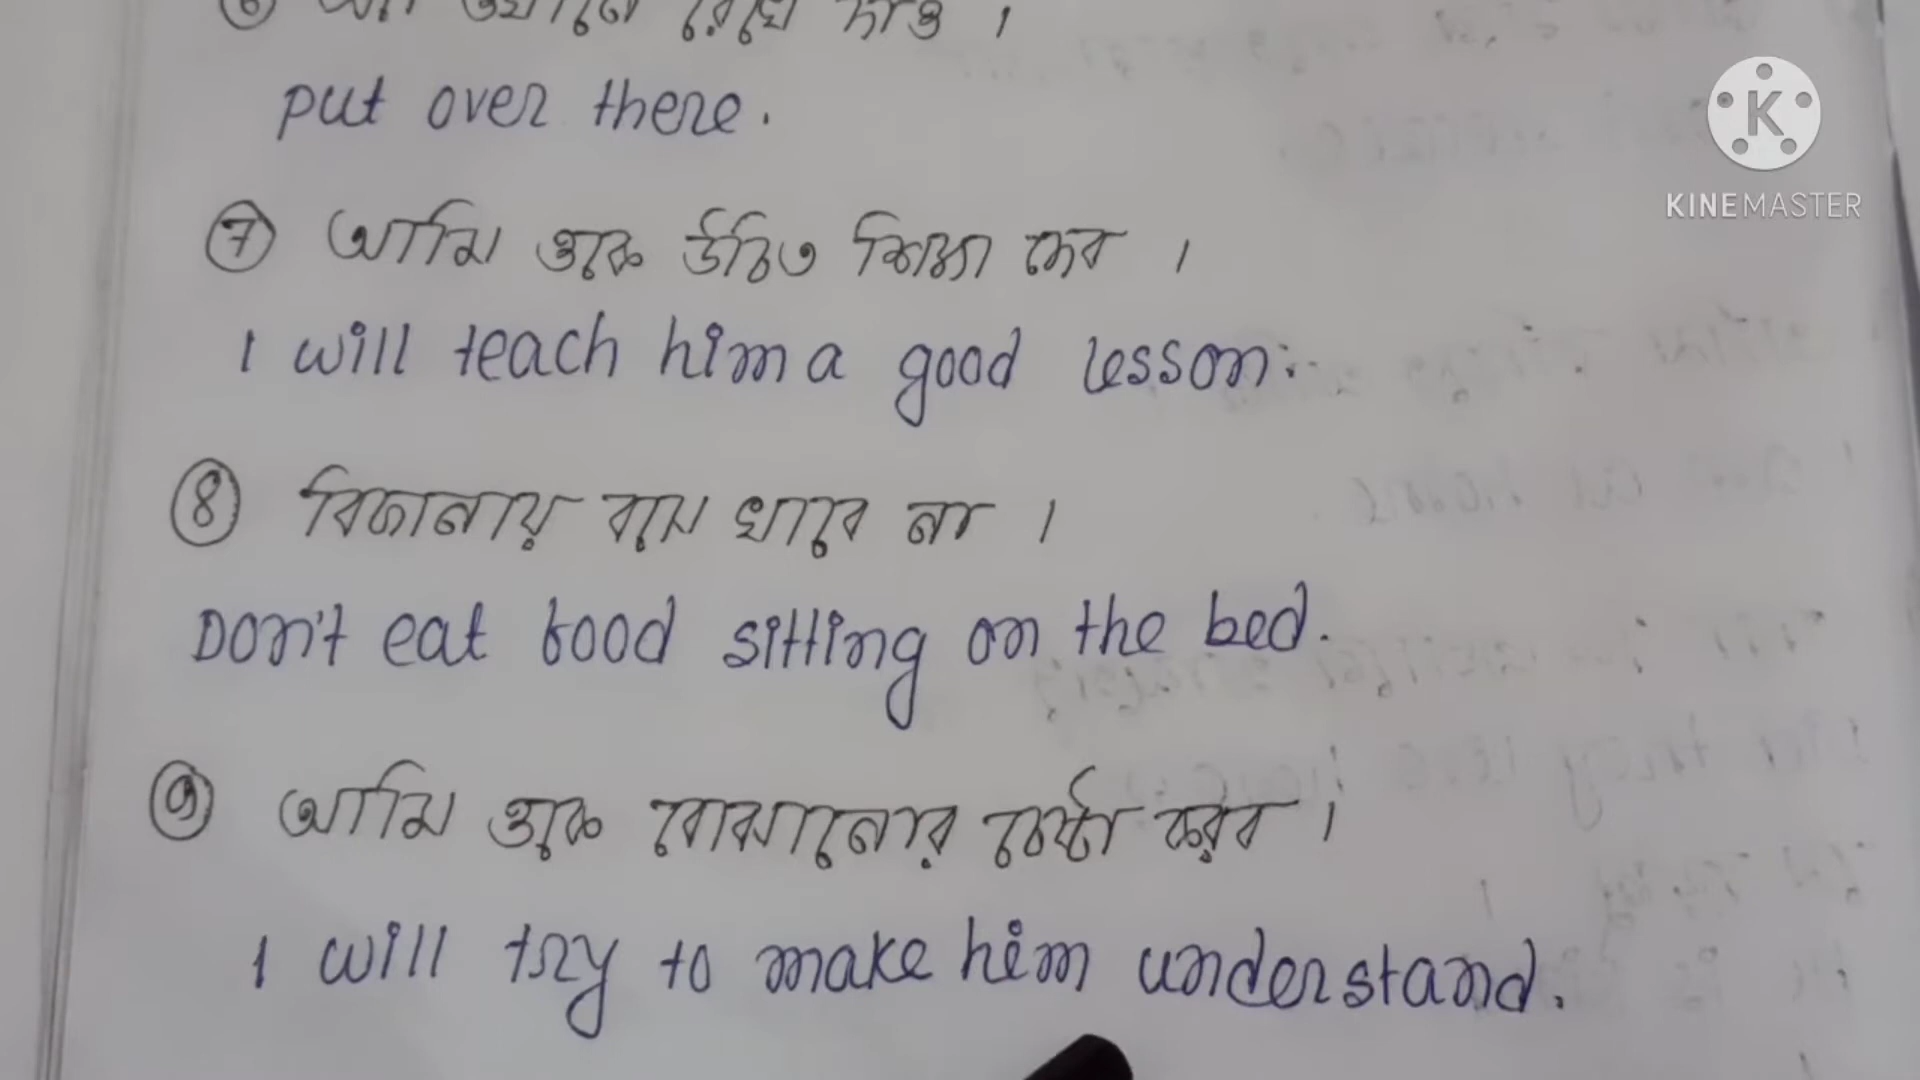 রেখে দাও ।
put over there.
7 আমি ওকে উচিত শিক্ষা দেব ।
I will teach him a good lesson.
8 বিছানায় বসে খাবে না ।
Don't eat food sitting on the bed.
9 আমি ওকে বোঝানোর চেষ্টা করব ।
I will try to make him understand.
K
KINEMASTER